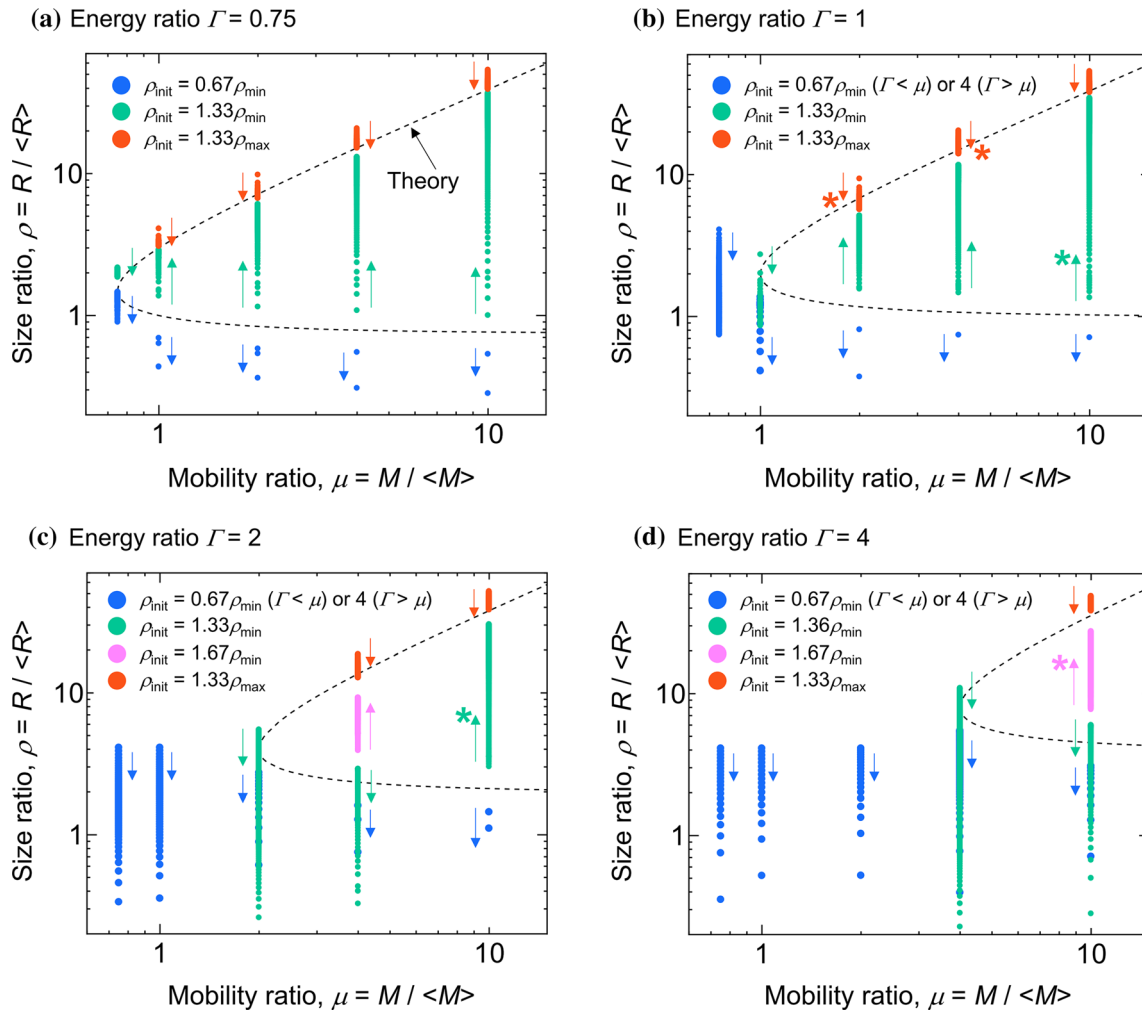 (a) Energy ratio Γ = 0.75
ρinit = 0.67ρmin
ρinit = 1.33ρmin
ρinit = 1.33ρmax
Theory
10
1
Size ratio, ρ = R / <R>
1
10
Mobility ratio, μ = M / <M>
(b) Energy ratio Γ = 1
ρinit = 0.67ρmin (Γ < μ) or 4 (Γ > μ)
ρinit = 1.33ρmin
ρinit = 1.33ρmax
*
*
*
10
1
Size ratio, ρ = R / <R>
1
10
Mobility ratio, μ = M / <M>
(c) Energy ratio Γ = 2
ρinit = 0.67ρmin (Γ < μ) or 4 (Γ > μ)
ρinit = 1.33ρmin
ρinit = 1.67ρmin
ρinit = 1.33ρmax
*
10
1
Size ratio, ρ = R / <R>
1
10
Mobility ratio, μ = M / <M>
(d) Energy ratio Γ = 4
ρinit = 0.67ρmin (Γ < μ) or 4 (Γ > μ)
ρinit = 1.36ρmin
ρinit = 1.67ρmin
ρinit = 1.33ρmax
*
10
1
Size ratio, ρ = R / <R>
1
10
Mobility ratio, μ = M / <M>